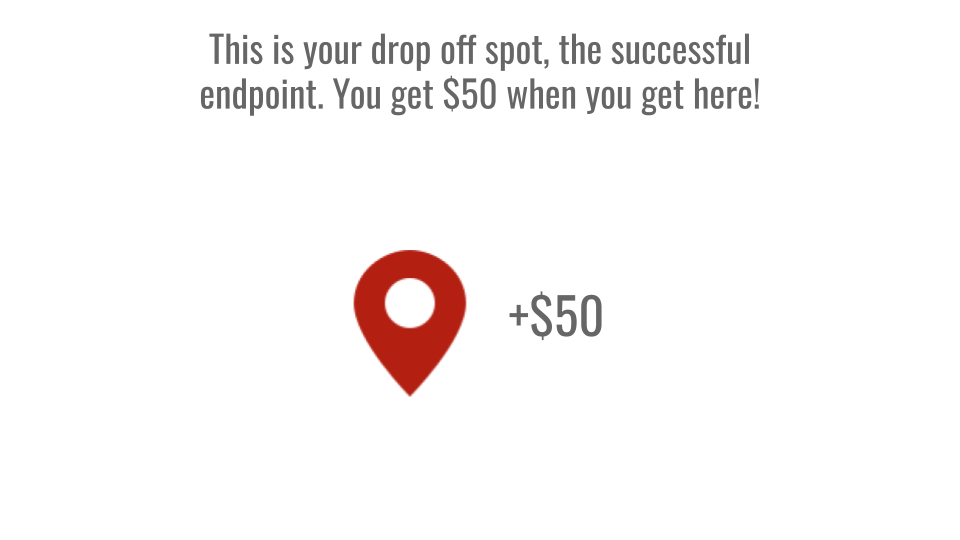 This is your drop off spot, the successful
endpoint. You get $50 when you get here!
+$50